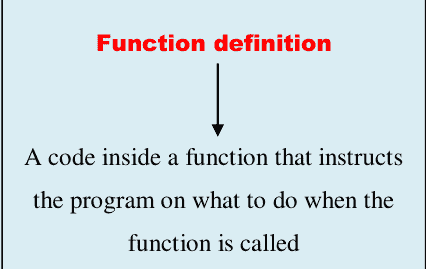 Function definition
A code inside a function that instructs
the program on what to do when the
function is called